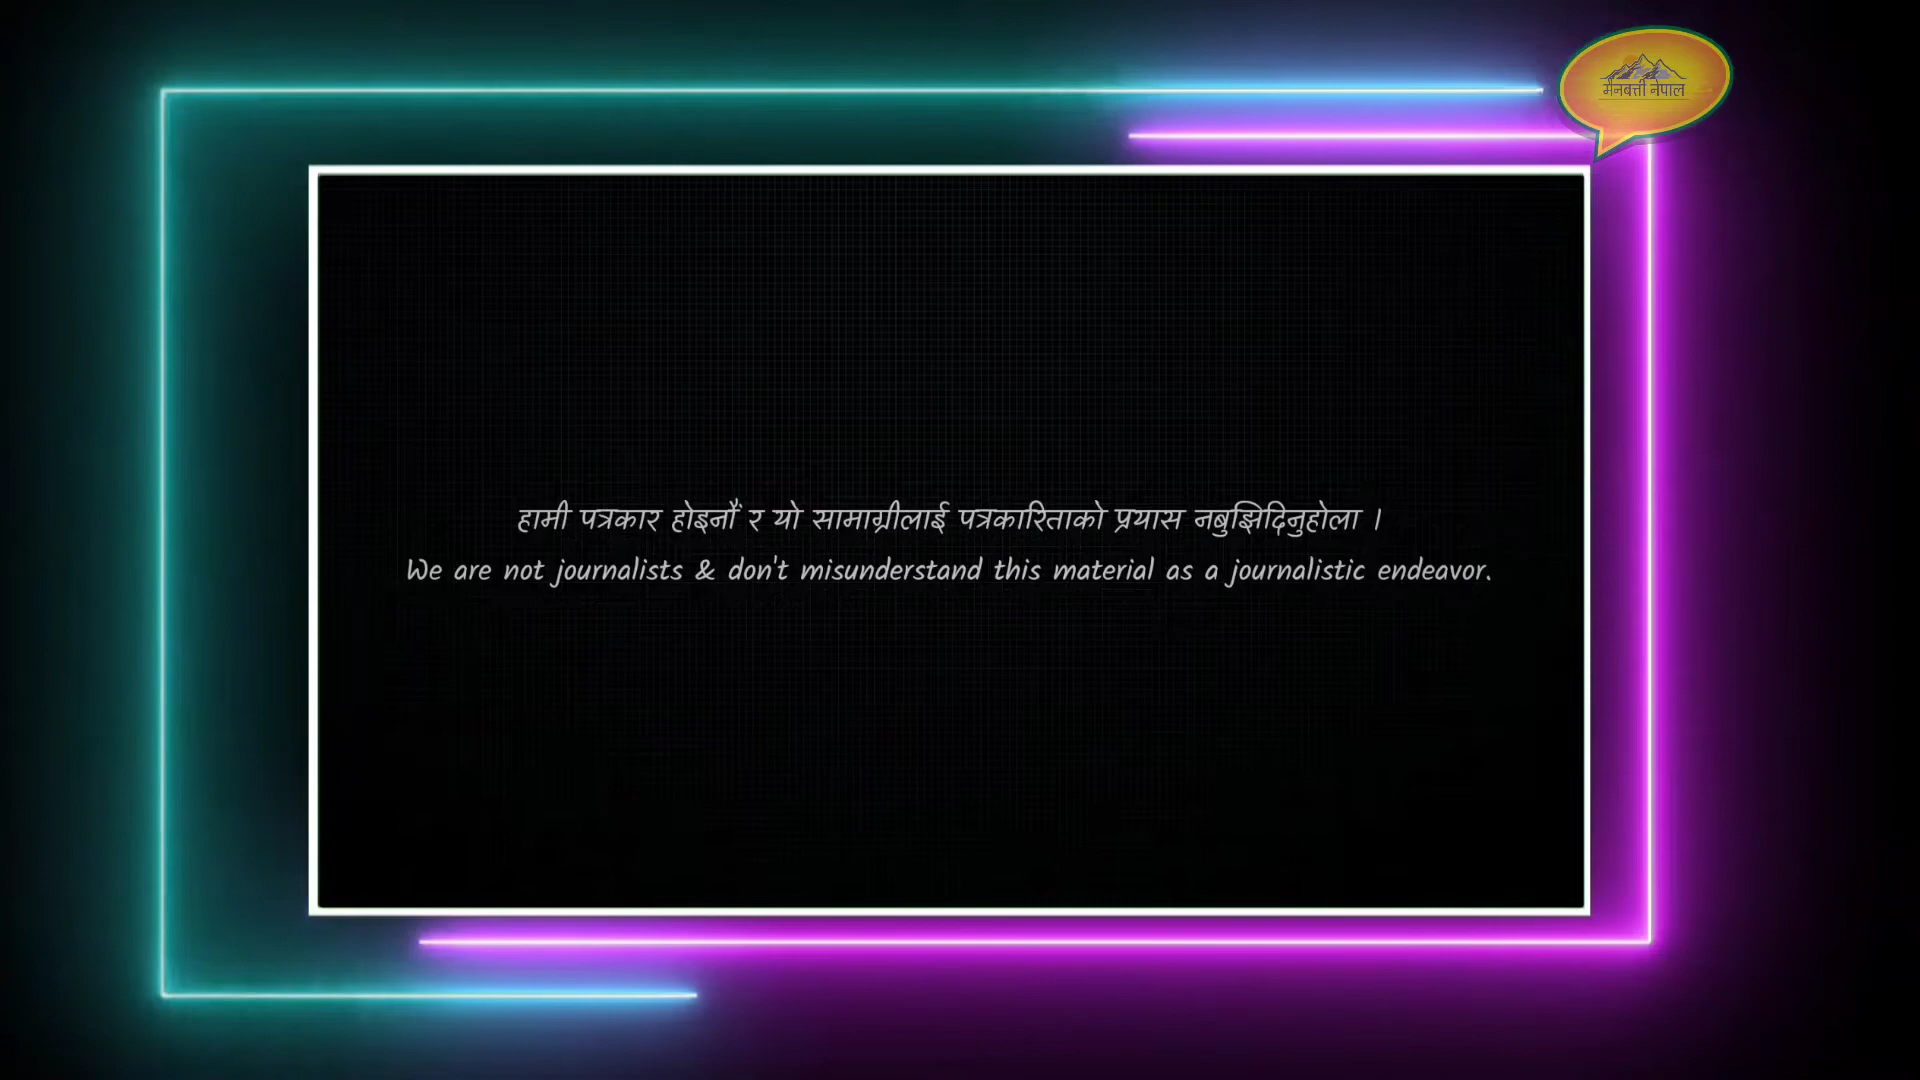 मैनबत्ती नेपाल
हामी पत्रकार होइनौं र यो सामाग्रीलाई पत्रकारिताको प्रयास नबुझिदिनुहोला ।
We are not journalists & don't misunderstand this material as a journalistic endeavor.